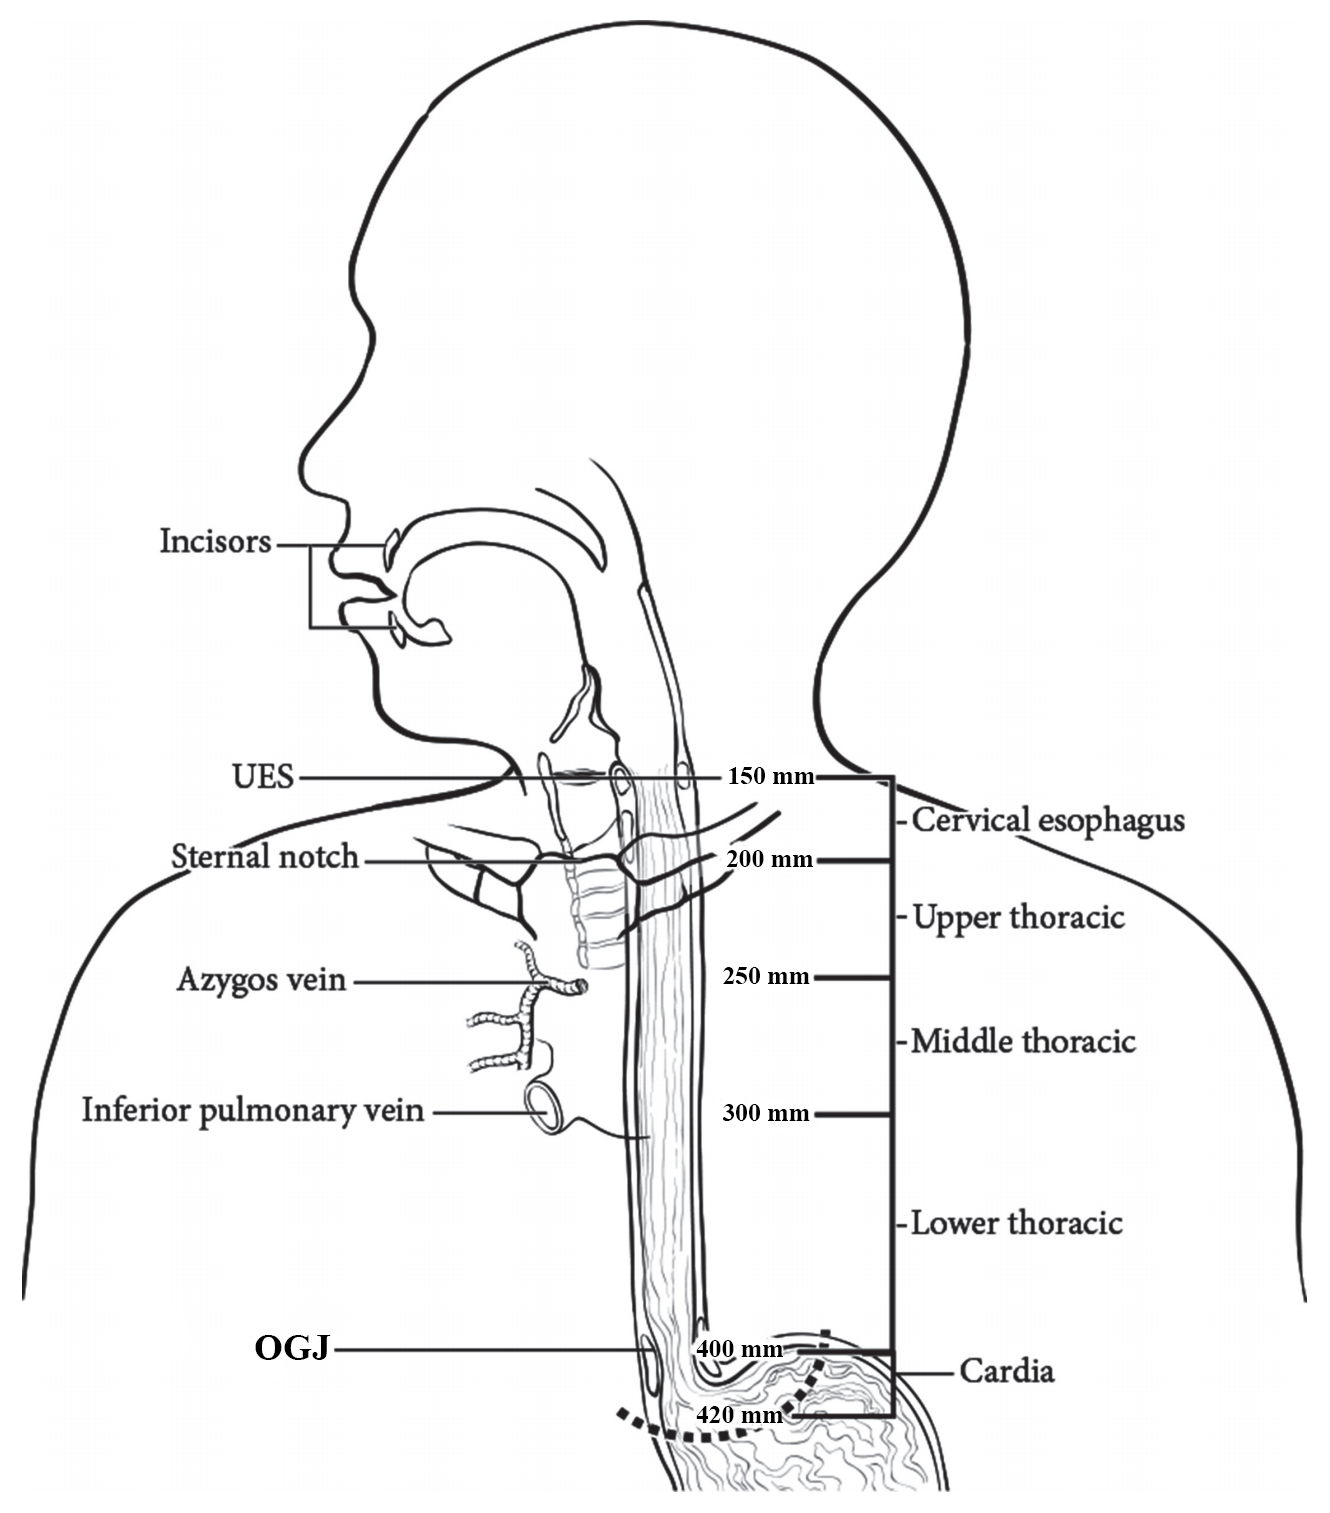 Incisors
UES
150 mm
Cervical esophagus
Sternal notch
200 mm
Upper thoracic
Azygos vein
250 mm
Middle thoracic
Inferior pulmonary vein
300 mm
Lower thoracic
OGJ
400 mm
Cardia
420 mm